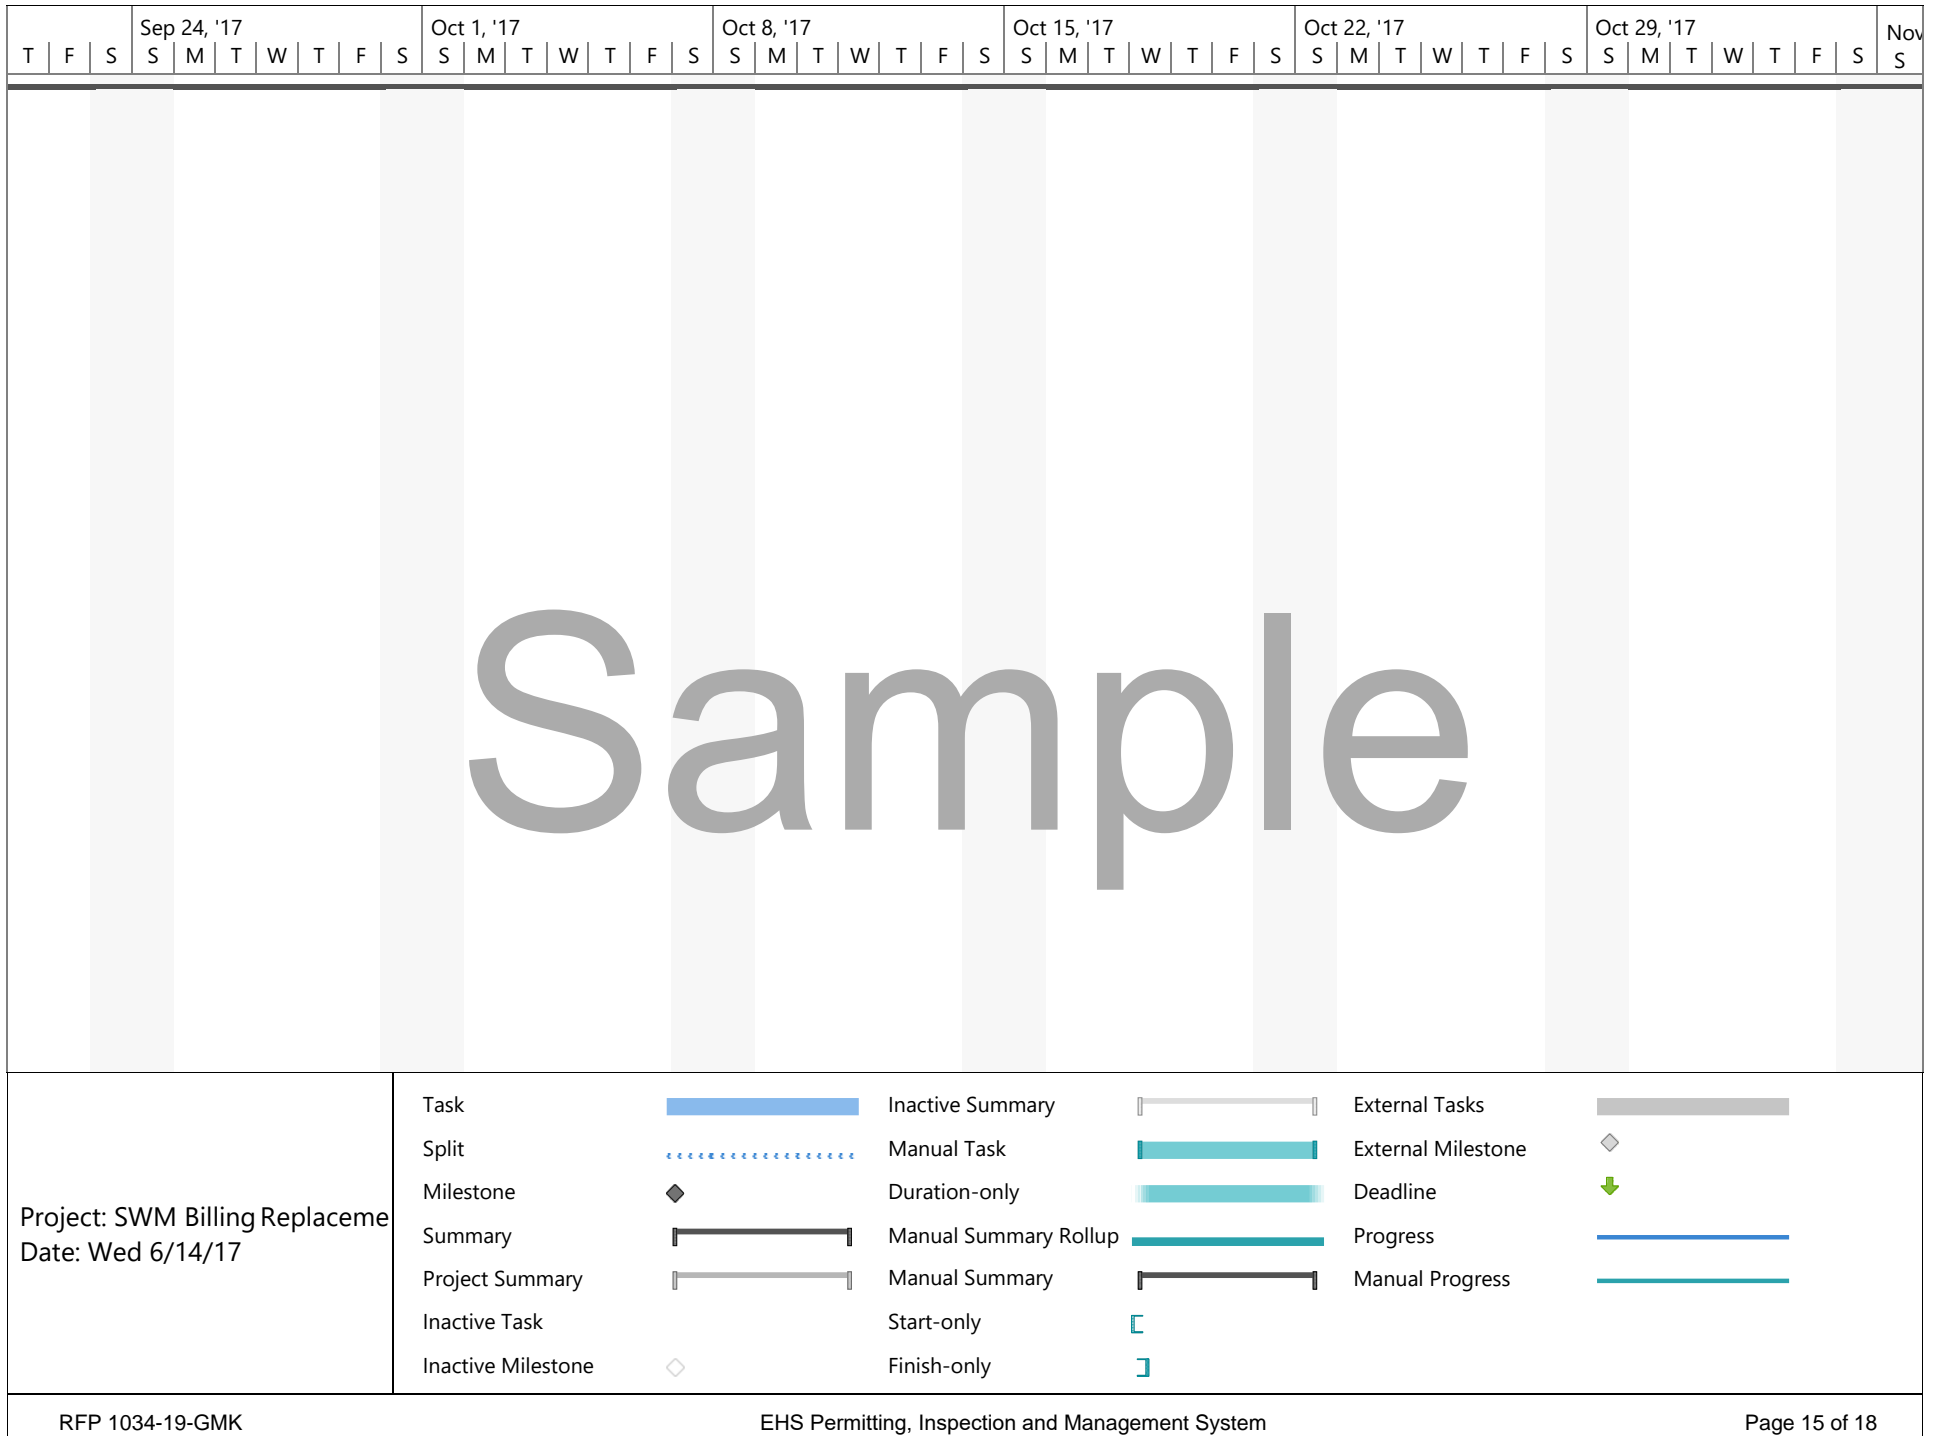 Sep 24, '17 Oct 1, '17 Oct 8, '17 Oct 15, '17 Oct 22, '17 Oct 29, '17 Nov
T F S S M T W T F S S M T W T F S S M T W T F S S M T W T F S S M T W T F S S M T W T F S S
Sample
Task Inactive Summary External Tasks
Split Manual Task External Milestone
Milestone Duration-only Deadline
Project: SWM Billing Replaceme
Summary Manual Summary Rollup Progress
Date: Wed 6/14/17
Project Summary Manual Summary Manual Progress
Inactive Task Start-only
Inactive Milestone Finish-only
RFP 1034-19-GMK EHS Permitting, Inspection and Management System Page 15 of 18